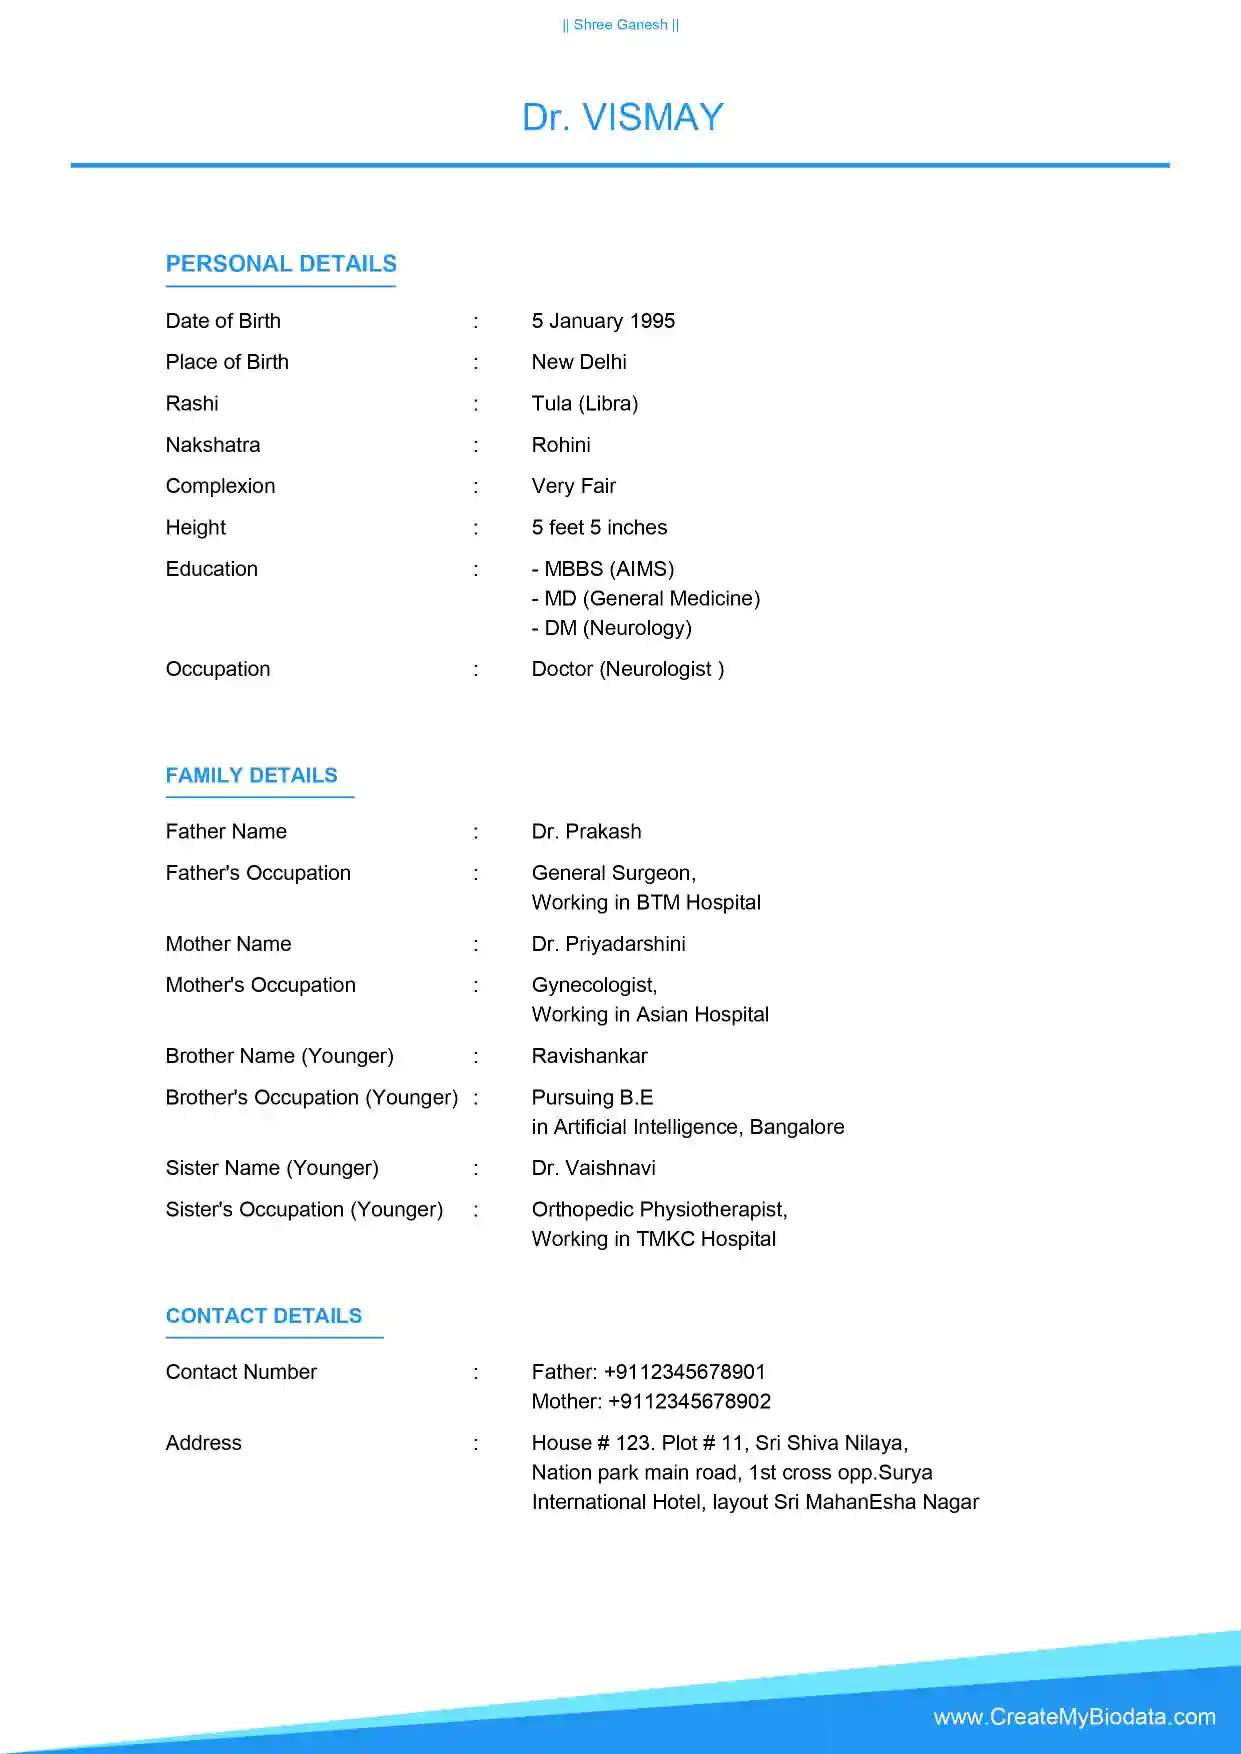 || Shree Ganesh ||
Dr. VISMAY
PERSONAL DETAILS
Date of Birth : 5 January 1995
Place of Birth : New Delhi
Rashi : Tula (Libra)
Nakshatra : Rohini
Complexion : Very Fair
Height : 5 feet 5 inches
Education : - MBBS (AIMS)
- MD (General Medicine)
- DM (Neurology)
Occupation : Doctor (Neurologist )
FAMILY DETAILS
Father Name : Dr. Prakash
Father's Occupation : General Surgeon,
Working in BTM Hospital
Mother Name : Dr. Priyadarshini
Mother's Occupation : Gynecologist,
Working in Asian Hospital
Brother Name (Younger) : Ravishankar
Brother's Occupation (Younger) : Pursuing B.E
in Artificial Intelligence, Bangalore
Sister Name (Younger) : Dr. Vaishnavi
Sister's Occupation (Younger) : Orthopedic Physiotherapist,
Working in TMKC Hospital
CONTACT DETAILS
Contact Number : Father: +9112345678901
Mother: +9112345678902
Address : House # 123. Plot # 11, Sri Shiva Nilaya,
Nation park main road, 1st cross opp.Surya
International Hotel, layout Sri MahanEsha Nagar
www.CreateMyBiodata.com